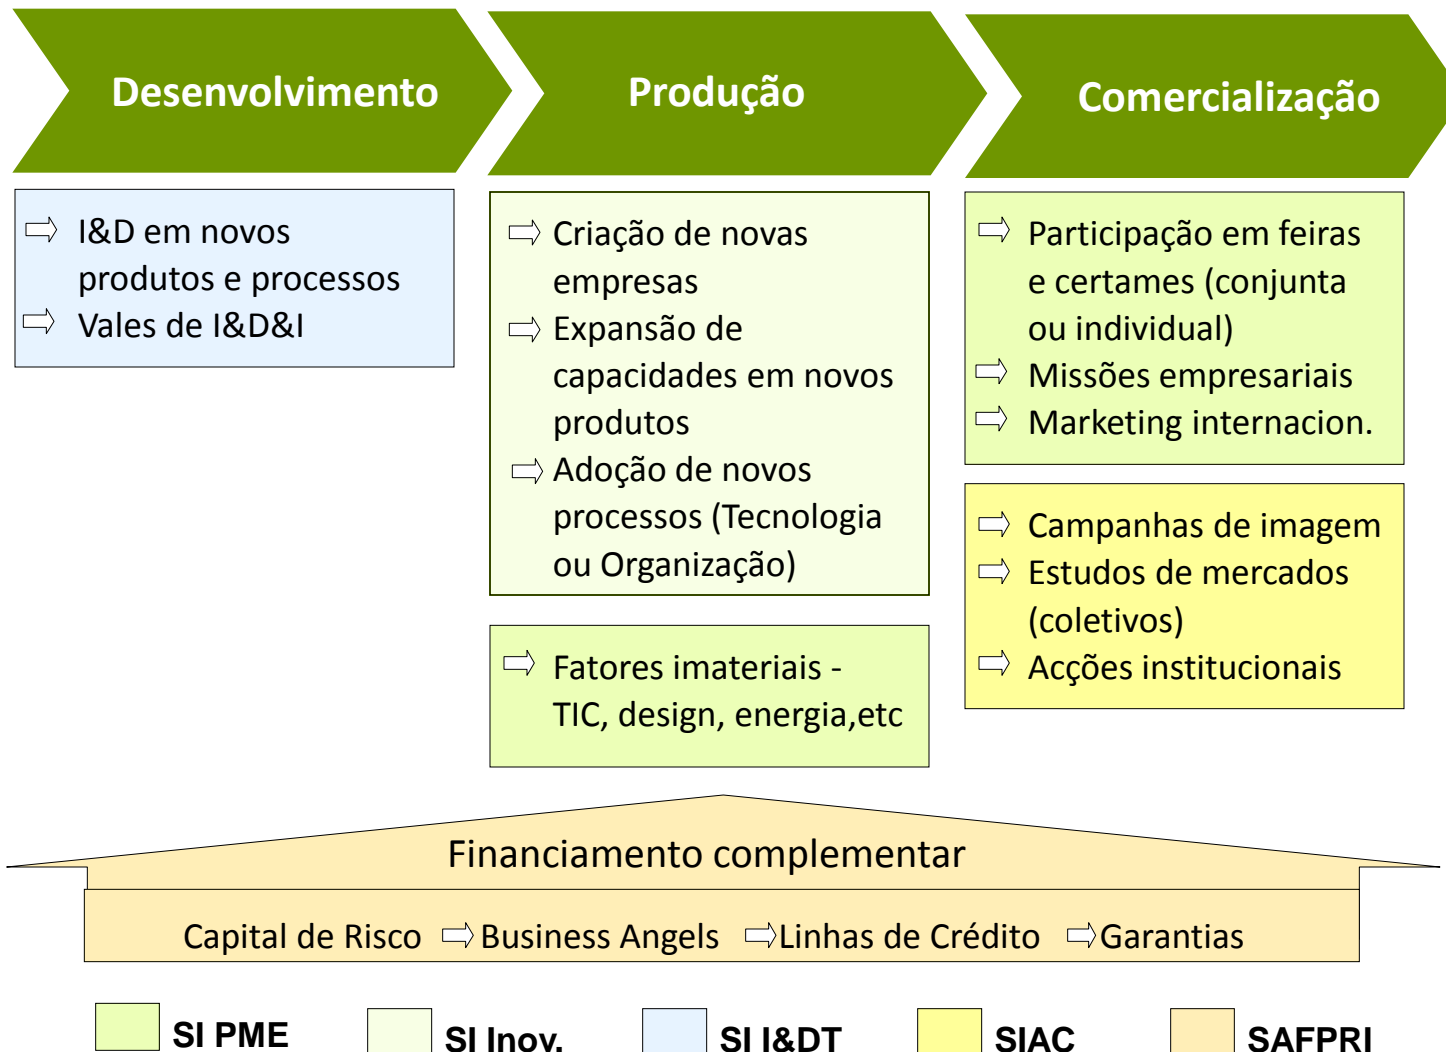 Desenvolvimento
Produção
Comercialização
I&D em novos
produtos e processos
Vales de I&D&I
Criação de novas
empresas
Expansão de
capacidades em novos
produtos
Adoção de novos
processos (Tecnologia
ou Organização)
Fatores imateriais -
TIC, design, energia,etc
Participação em feiras
e certames (conjunta
ou individual)
Missões empresariais
Marketing internacion.
Campanhas de imagem
Estudos de mercados
(coletivos)
Acções institucionais
Financiamento complementar
Capital de Risco Business Angels Linhas de Crédito Garantias
SI PME SI Inov. SI I&DT SIAC SAFPRI